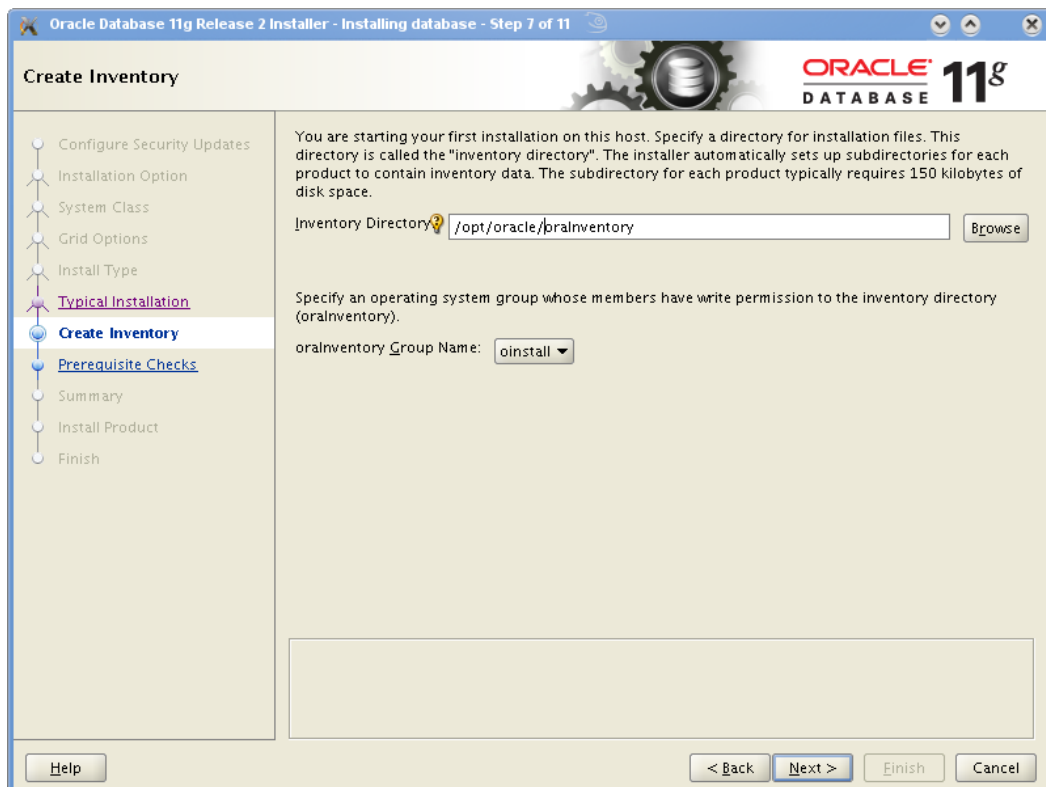 Oracle Database 11g Release 2 Installer - Installing database - Step 7 of 11
Create Inventory
ORACLE
DATABASE
11g
Configure Security Updates
Installation Option
System Class
Grid Options
Install Type
Typical Installation
Create Inventory
Prerequisite Checks
Summary
Install Product
Finish
You are starting your first installation on this host. Specify a directory for installation files. This
directory is called the "inventory directory". The installer automatically sets up subdirectories for each
product to contain inventory data. The subdirectory for each product typically requires 150 kilobytes of
disk space.
Inventory Directory /opt/oracle/oraInventory Browse
Specify an operating system group whose members have write permission to the inventory directory
(oraInventory).
oraInventory Group Name: oinstall
Help < Back Next > Finish Cancel